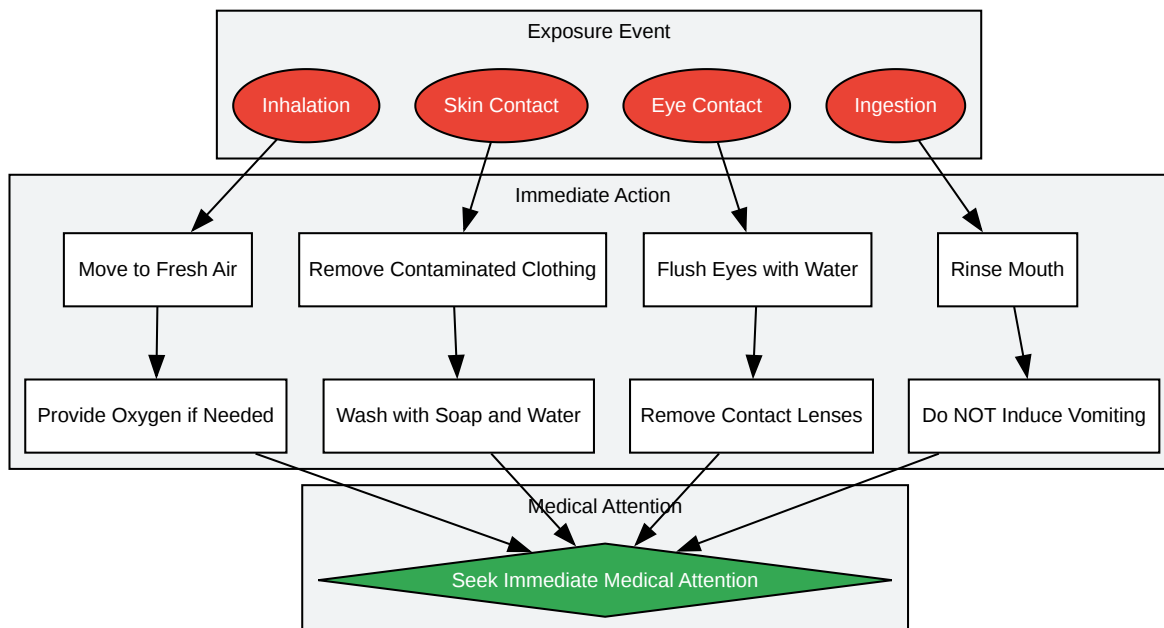 Exposure Event
Inhalation
Skin Contact
Eye Contact
Ingestion
Immediate Action
Move to Fresh Air
Remove Contaminated Clothing
Flush Eyes with Water
Rinse Mouth
Provide Oxygen if Needed
Wash with Soap and Water
Remove Contact Lenses
Do NOT Induce Vomiting
Medical Attention
Seek Immediate Medical Attention